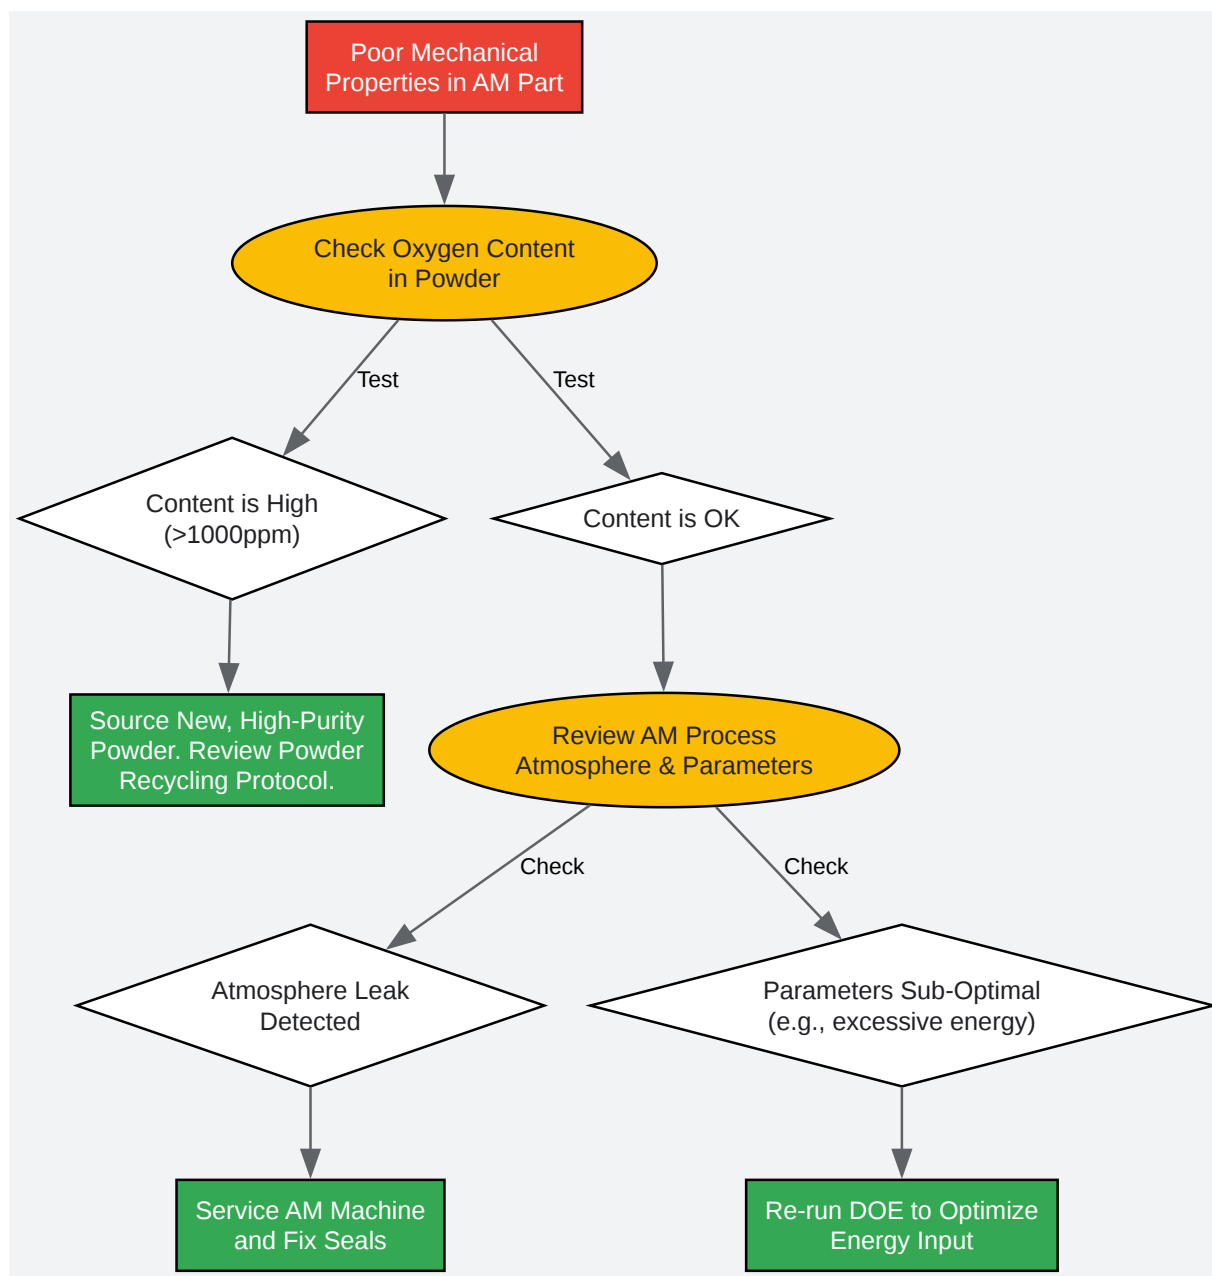 Poor Mechanical
Properties in AM Part
Check Oxygen Content
in Powder
Test
Test
Content is High
(>1000ppm)
Content is OK
Source New, High-Purity
Powder. Review Powder
Recycling Protocol.
Review AM Process
Atmosphere & Parameters
Check
Check
Atmosphere Leak
Detected
Parameters Sub-Optimal
(e.g., excessive energy)
Service AM Machine
and Fix Seals
Re-run DOE to Optimize
Energy Input